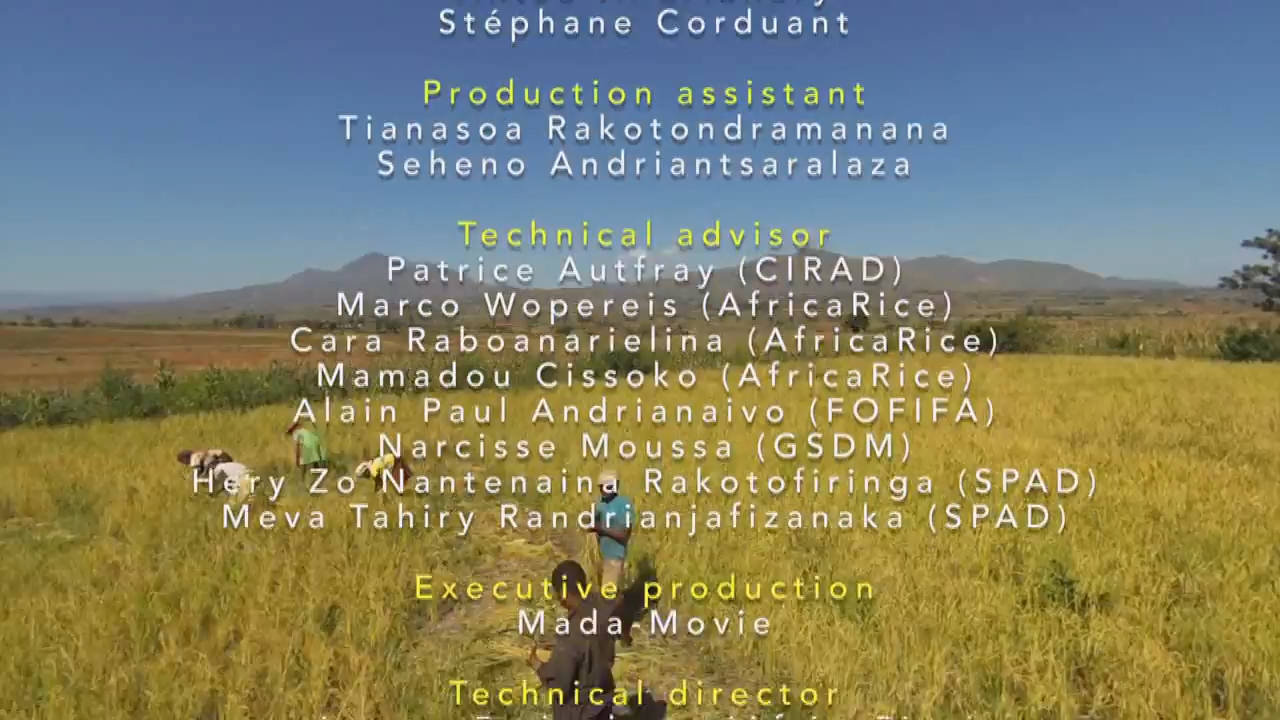 Stéphane Corduant
Production assistant
Tianasoa Rakotondramanana
Seheno Andriantsaralaza
Technical advisor
Patrice Autfray (CIRAD)
Marco Wopereis (AfricaRice)
Cara Raboanarielina (AfricaRice)
Mamadou Cissoko (AfricaRice)
Alain Paul Andrianaivo (FOFIFA)
Narcisse Moussa (GSDM)
Hery Zo Nantenaina Rakotofiringa (SPAD)
Meva Tahiry Randrianjafizanaka (SPAD)
Executive production
Mada-Movie
Technical director